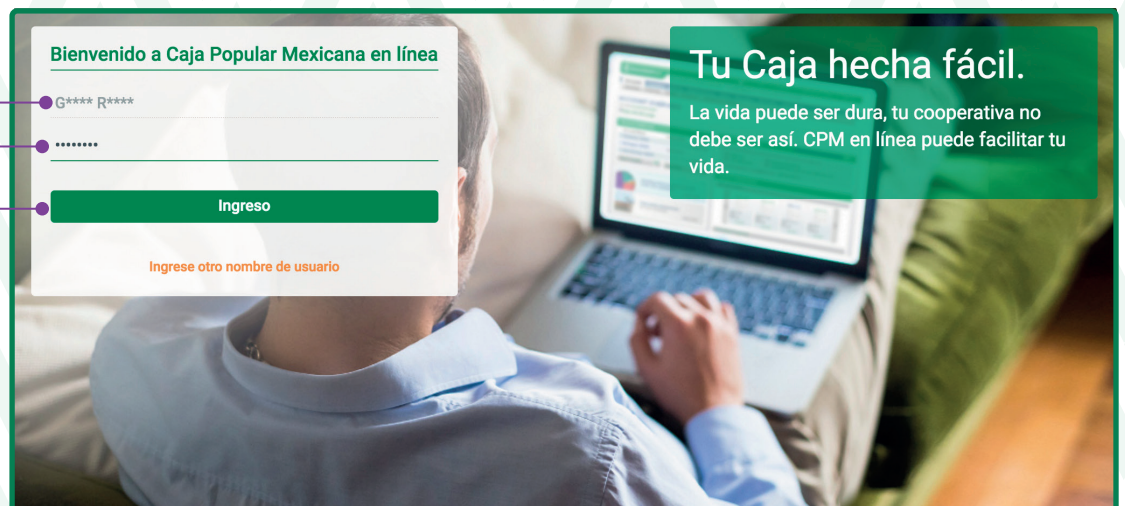 Bienvenido a Caja Popular Mexicana en línea
G**** R****
••••••••
Ingreso
Ingrese otro nombre de usuario
Tu Caja hecha fácil.
La vida puede ser dura, tu cooperativa no
debe ser así. CPM en línea puede facilitar tu
vida.